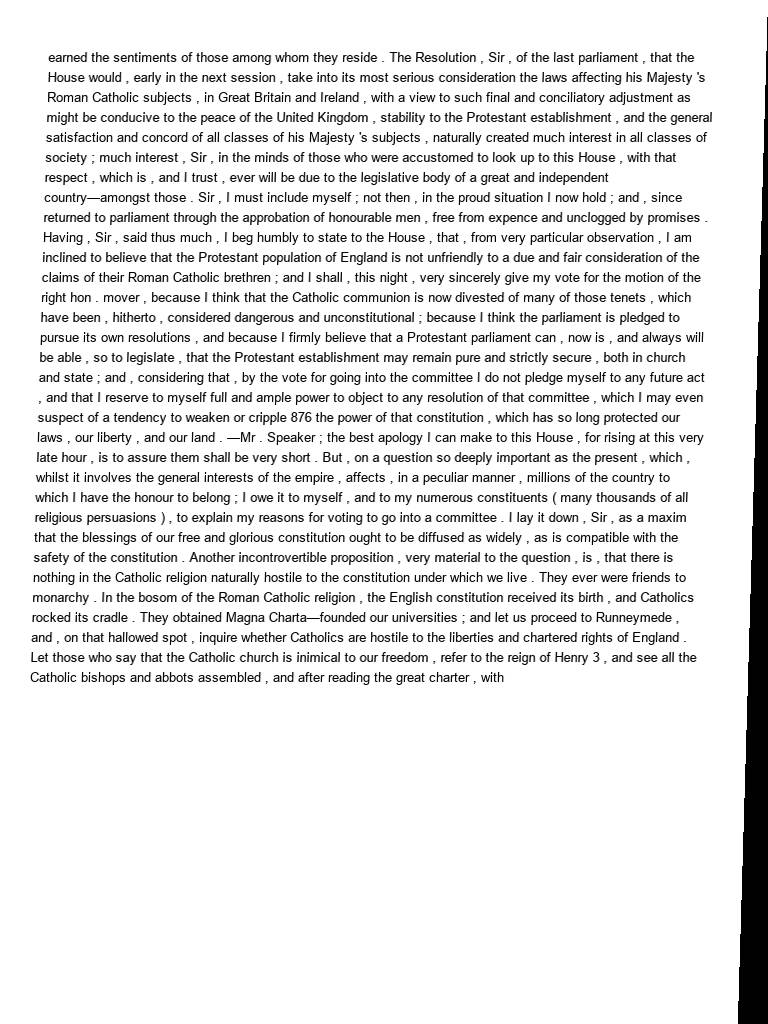 earned the sentiments of those among whom they reside . The Resolution , Sir , of the last parliament , that the
House would , early in the next session , take into its most serious consideration the laws affecting his Majesty 's
Roman Catholic subjects , in Great Britain and Ireland , with a view to such final and conciliatory adjustment as
might be conducive to the peace of the United Kingdom , stability to the Protestant establishment , and the general
satisfaction and concord of all classes of his Majesty 's subjects , naturally created much interest in all classes of
society ; much interest , Sir , in the minds of those who were accustomed to look up to this House , with that
respect , which is , and I trust , ever will be due to the legislative body of a great and independent
country—amongst those . Sir , I must include myself ; not then , in the proud situation I now hold ; and , since
returned to parliament through the approbation of honourable men , free from expence and unclogged by promises .
Having , Sir , said thus much , I beg humbly to state to the House , that , from very particular observation , I am
inclined to believe that the Protestant population of England is not unfriendly to a due and fair consideration of the
claims of their Roman Catholic brethren ; and I shall , this night , very sincerely give my vote for the motion of the
right hon . mover , because I think that the Catholic communion is now divested of many of those tenets , which
have been , hitherto , considered dangerous and unconstitutional ; because I think the parliament is pledged to
pursue its own resolutions , and because I firmly believe that a Protestant parliament can , now is , and always will
be able , so to legislate , that the Protestant establishment may remain pure and strictly secure , both in church
and state ; and , considering that , by the vote for going into the committee I do not pledge myself to any future act
, and that I reserve to myself full and ample power to object to any resolution of that committee , which I may even
suspect of a tendency to weaken or cripple 876 the power of that constitution , which has so long protected our
laws , our liberty , and our land . —Mr . Speaker ; the best apology I can make to this House , for rising at this very
late hour , is to assure them shall be very short . But , on a question so deeply important as the present , which ,
whilst it involves the general interests of the empire , affects , in a peculiar manner , millions of the country to
which I have the honour to belong ; I owe it to myself , and to my numerous constituents ( many thousands of all
religious persuasions ) , to explain my reasons for voting to go into a committee . I lay it down , Sir , as a maxim
that the blessings of our free and glorious constitution ought to be diffused as widely , as is compatible with the
safety of the constitution . Another incontrovertible proposition , very material to the question , is , that there is
nothing in the Catholic religion naturally hostile to the constitution under which we live . They ever were friends to
monarchy . In the bosom of the Roman Catholic religion , the English constitution received its birth , and Catholics
rocked its cradle . They obtained Magna Charta—founded our universities ; and let us proceed to Runneymede ,
and , on that hallowed spot , inquire whether Catholics are hostile to the liberties and chartered rights of England .
Let those who say that the Catholic church is inimical to our freedom , refer to the reign of Henry 3 , and see all the
Catholic bishops and abbots assembled , and after reading the great charter , with